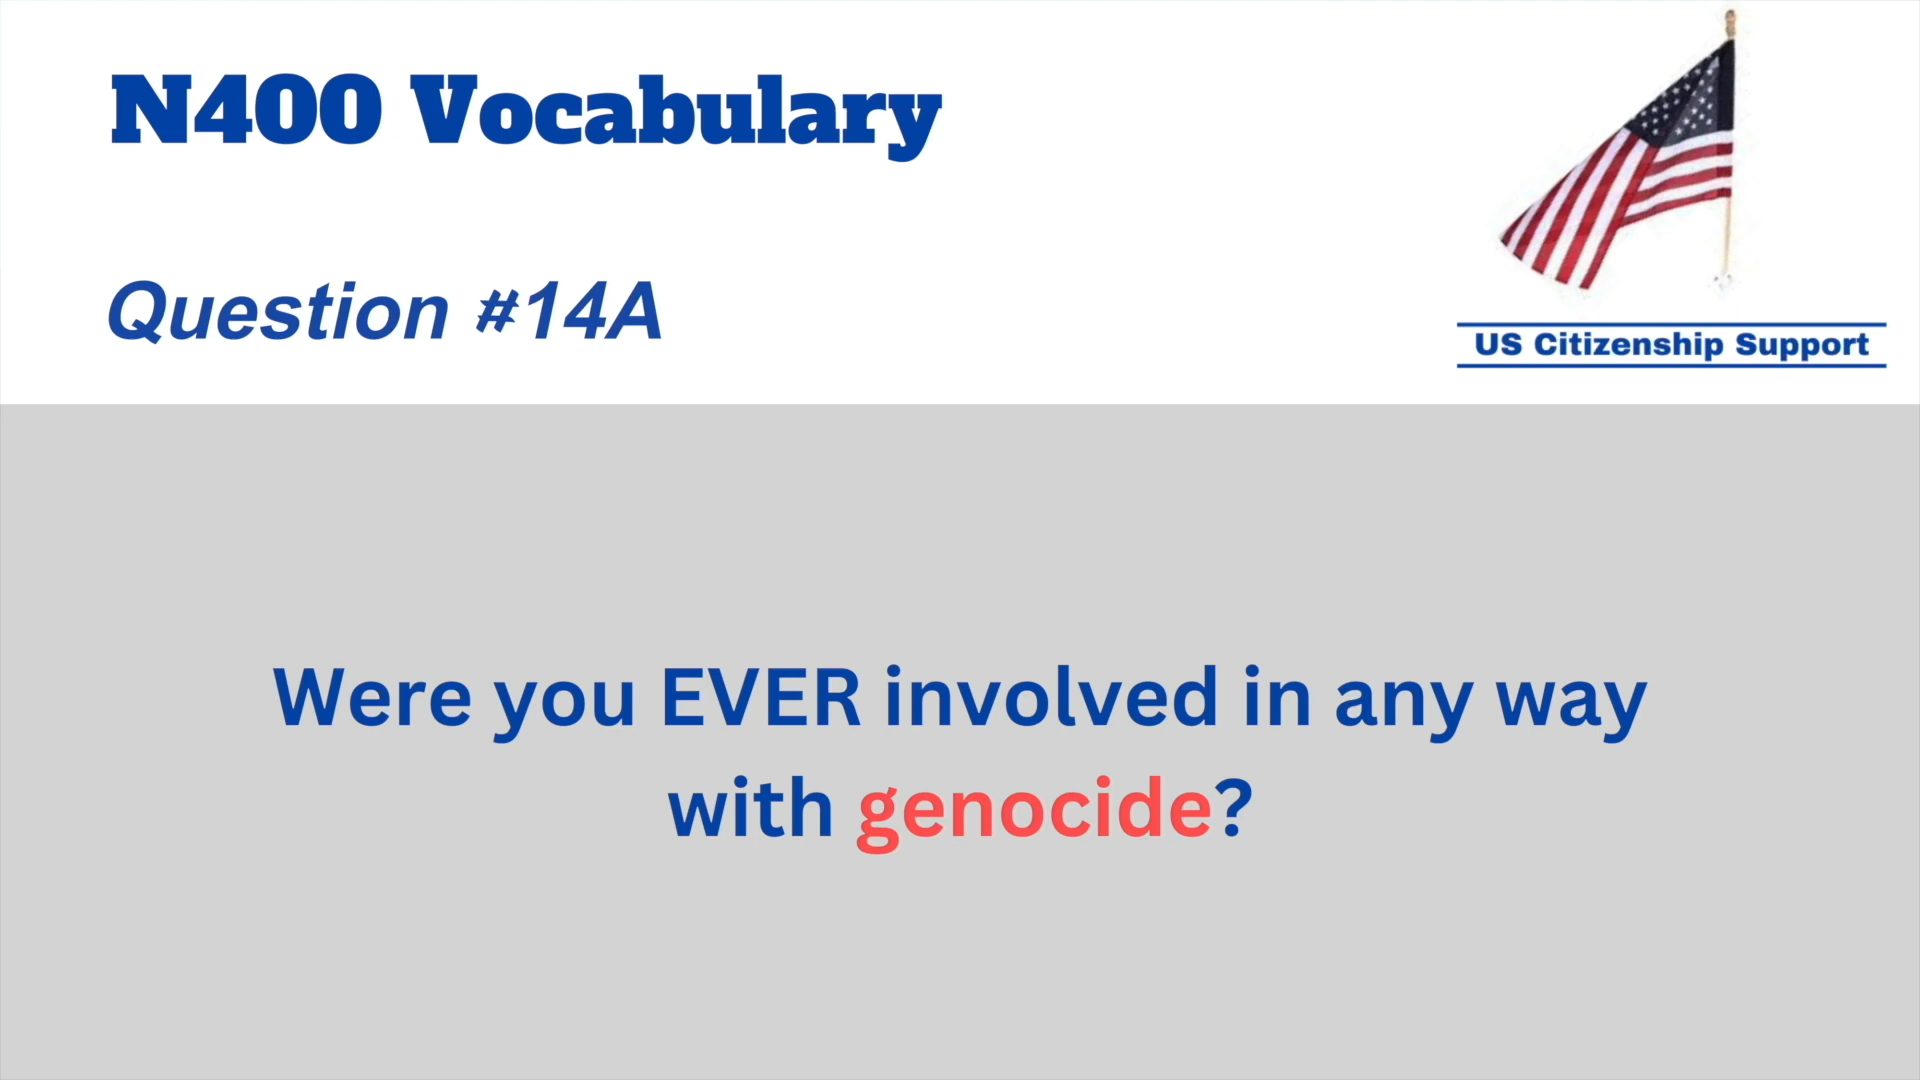 N400 Vocabulary
Question #14A
US Citizenship Support
Were you EVER involved in any way
with genocide?